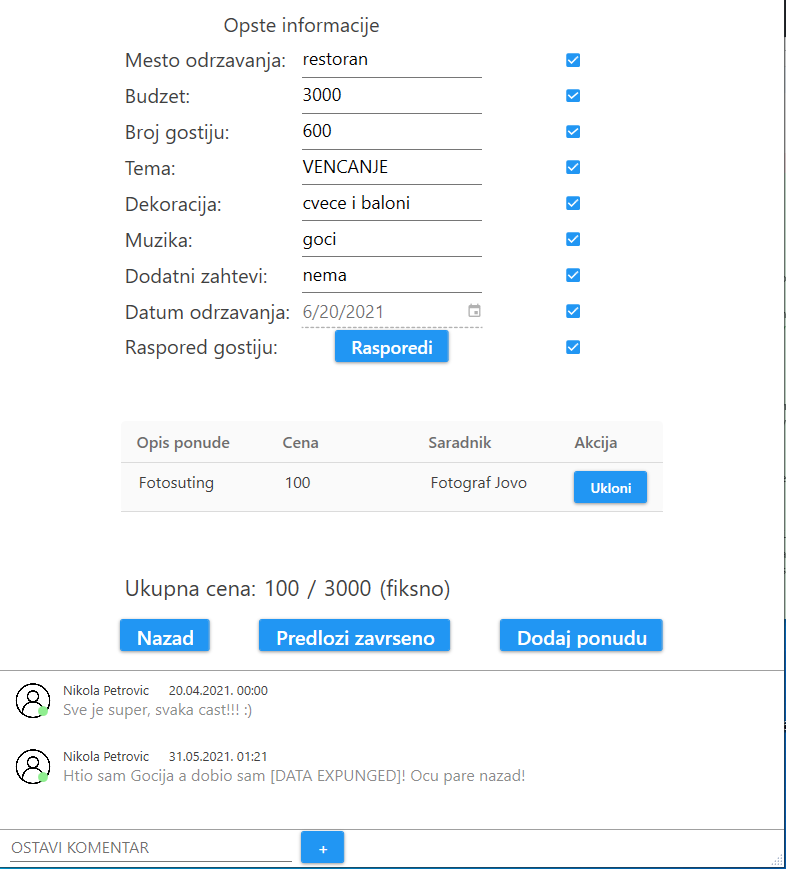 Opste informacije
Mesto odrzavanja: restoran
Budzet: 3000
Broj gostiju: 600
Tema: VENCANJE
Dekoracija: cvece i baloni
Muzika: goci
Dodatni zahtevi: nema
Datum odrzavanja: 6/20/2021
Raspored gostiju: Rasporedi
Opis ponude Cena Saradnik Akcija
Fotosuting 100 Fotograf Jovo Ukloni
Ukupna cena: 100 / 3000 (fiksno)
Nazad Predlozi zavrseno Dodaj ponudu
Nikola Petrovic 20.04.2021. 00:00
Sve je super, svaka cast!!! :)
Nikola Petrovic 31.05.2021. 01:21
Htio sam Gocija a dobio sam [DATA EXPUNGED]! Ocu pare nazad!
OSTAVI KOMENTAR +